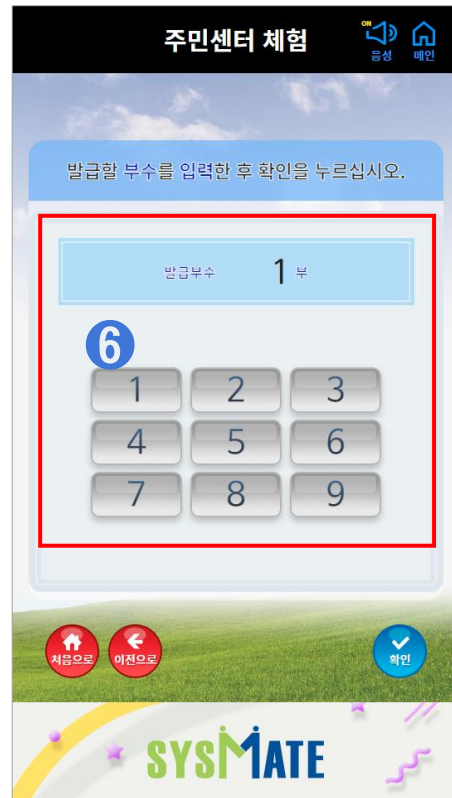 주민센터 체험
ON
음성
메인
발급할 부수를 입력한 후 확인을 누르십시오.
발급부수 1 부
6
1 2 3
4 5 6
7 8 9
처음으로 이전으로 확인
SYSMATE